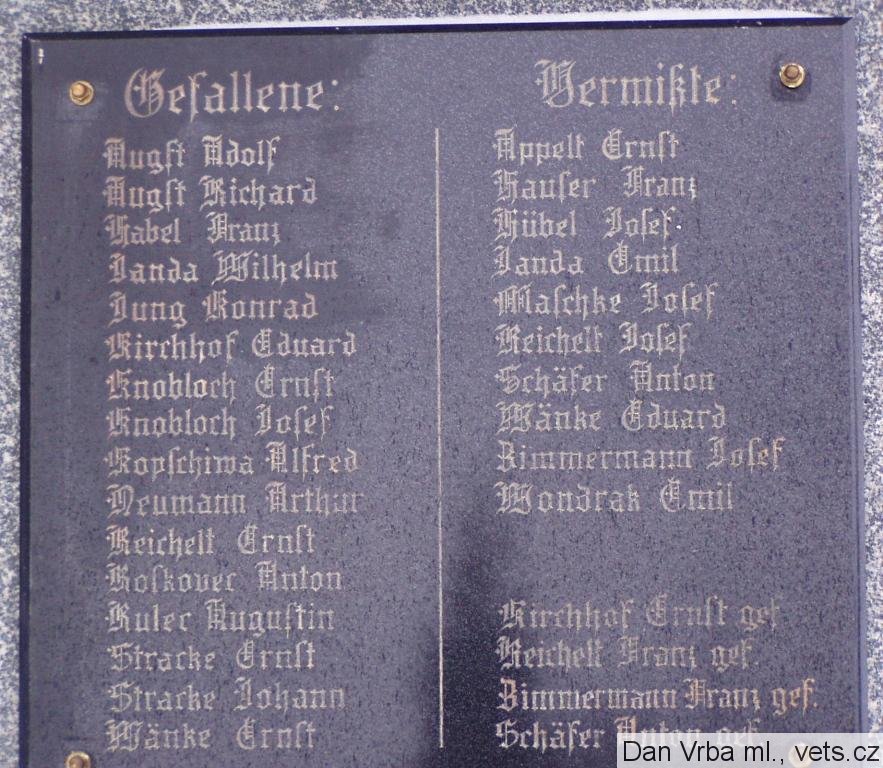 Gefallene:
Augst Adolf
Augst Richard
Habel Franz
Janda Wilhelm
Jung Konrad
Kirchhof Eduard
Knobloch Ernst
Knobloch Josef
Kopschiwa Alfred
Neumann Arthur
Reichelt Ernst
Roskovec Anton
Rulec Augustin
Stracke Ernst
Stracke Johann
Wänke Ernst
Vermißte:
Appelt Ernst
Hauser Franz
Hübel Josef
Janda Emil
Maschke Josef
Reichelt Josef
Schäfer Anton
Wänke Eduard
Zimmermann Josef
Wondrak Emil
Kirchhof Ernst gef
Reichelt Franz gef.
Zimmermann Franz gef.
Schäfer Anton gef
Dan Vrba ml., vets.cz